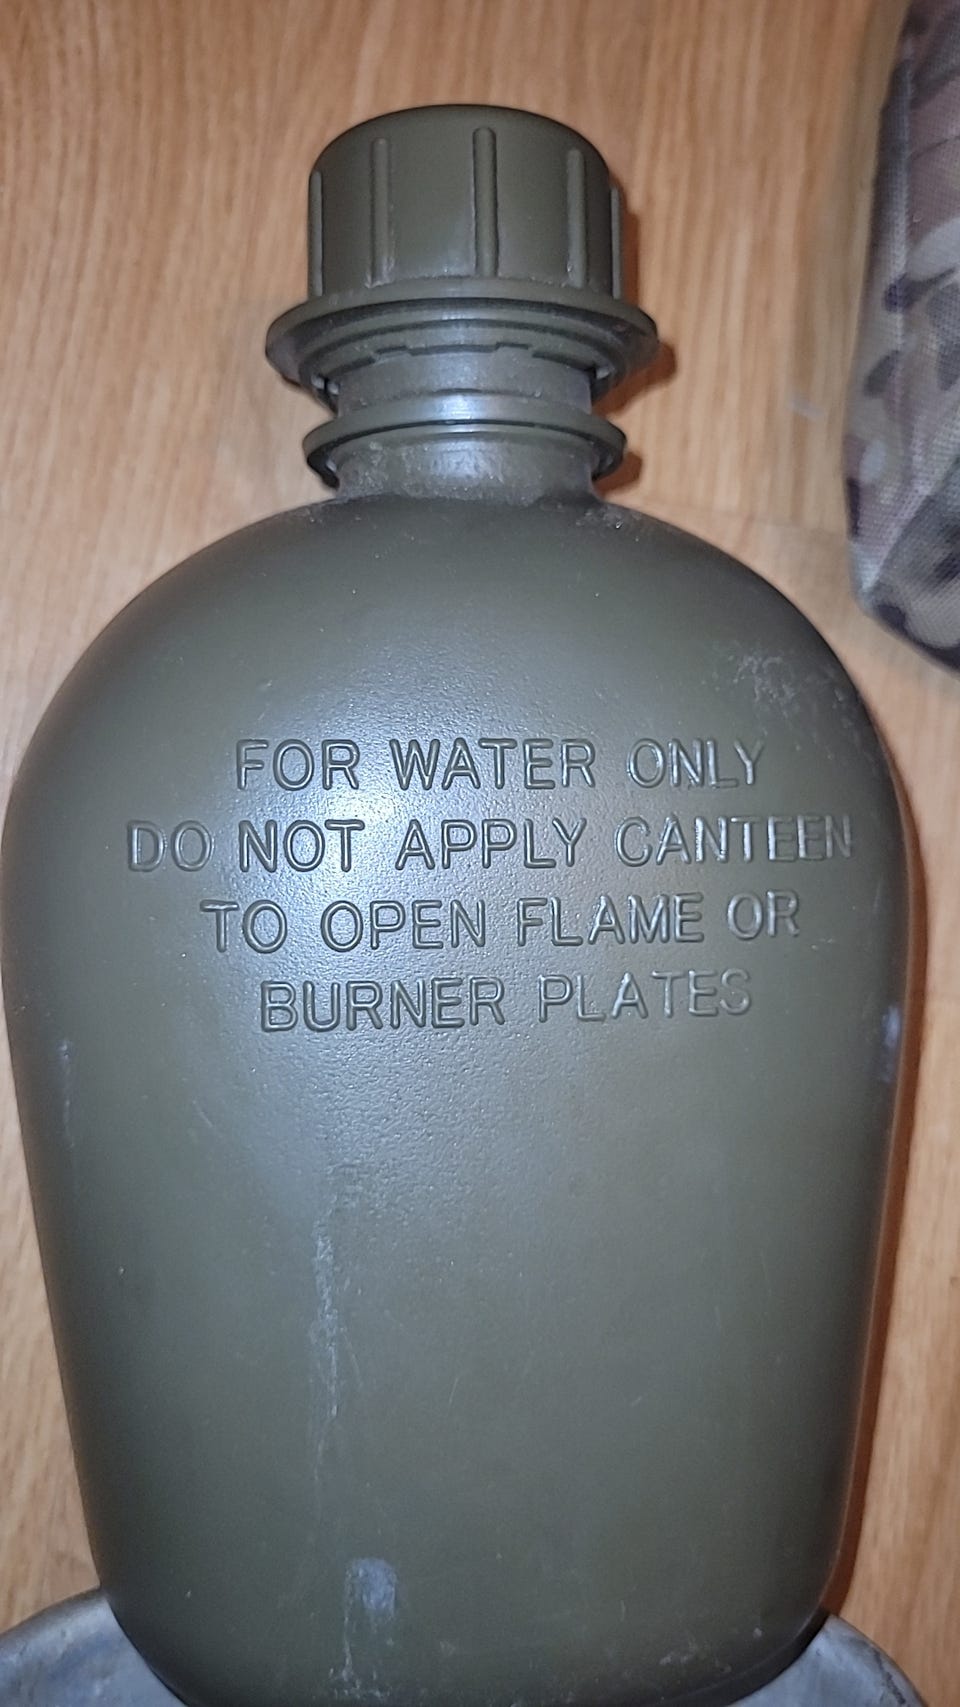 FOR WATER ONLY
DO NOT APPLY CANTEEN
TO OPEN FLAME OR
BURNER PLATES